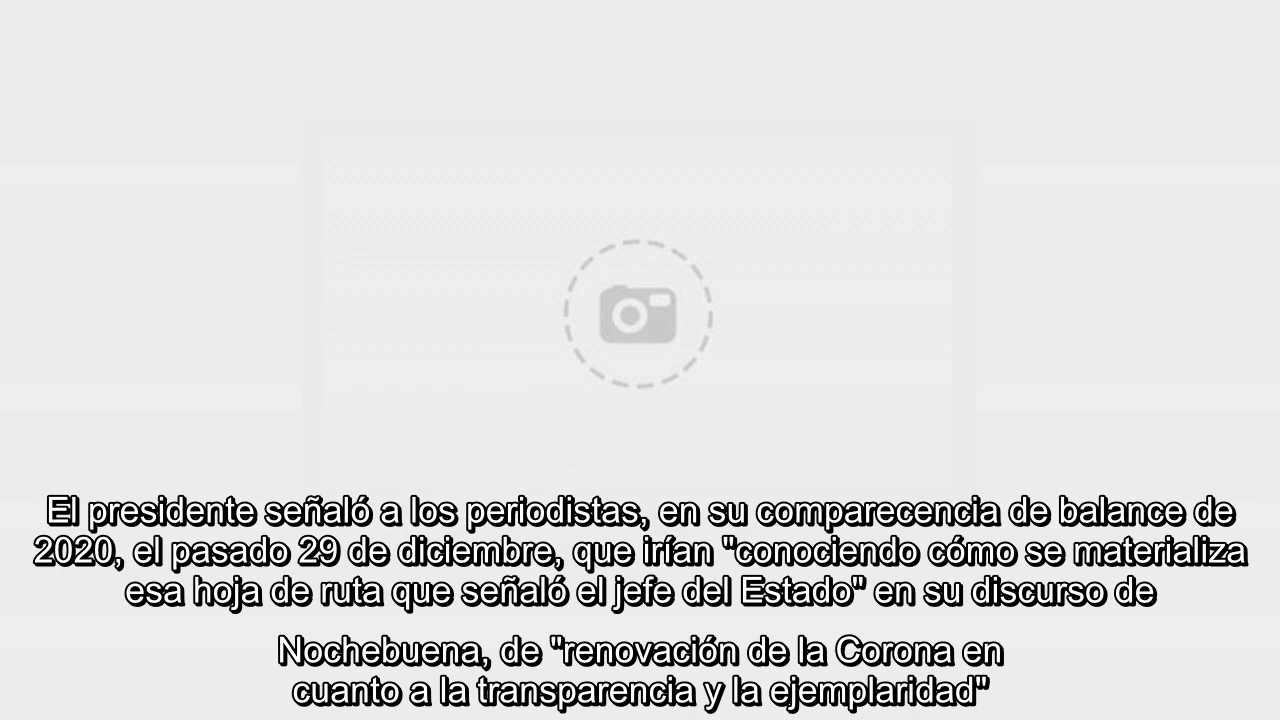 El presidente señaló a los periodistas, en su comparecencia de balance de
2020, el pasado 29 de diciembre, que irían "conociendo cómo se materializa
esa hoja de ruta que señaló el jefe del Estado" en su discurso de
Nochebuena, de "renovación de la Corona en
cuanto a la transparencia y la ejemplaridad"